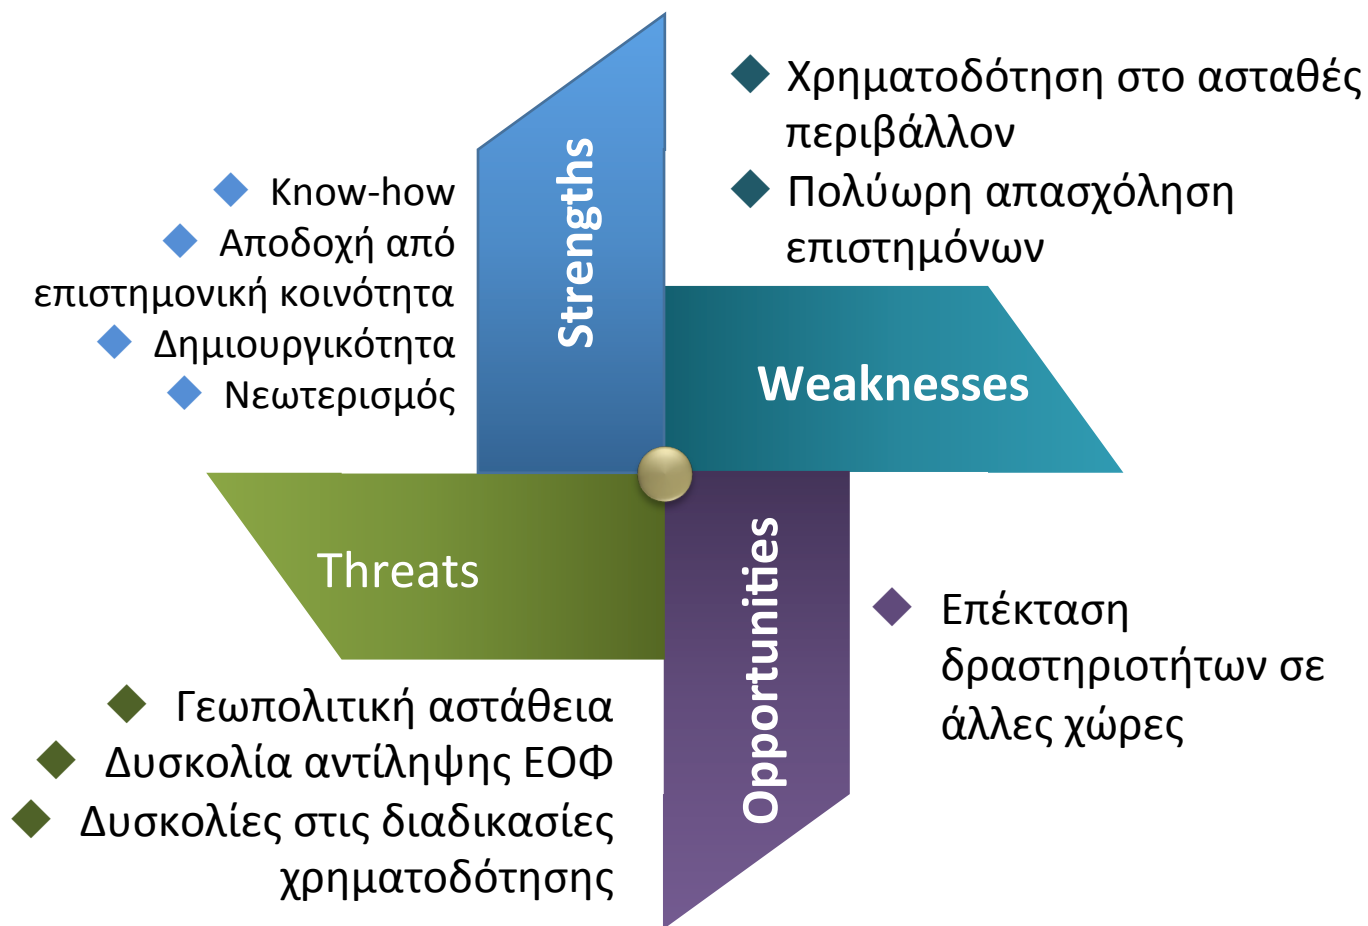 Strengths
Know-how
Αποδοχή από
επιστημονική κοινότητα
Δημιουργικότητα
Νεωτερισμός
Χρηματοδότηση στο ασταθές
περιβάλλον
Πολύωρη απασχόληση
επιστημόνων
Weaknesses
Threats
Γεωπολιτική αστάθεια
Δυσκολία αντίληψης ΕΟΦ
Δυσκολίες στις διαδικασίες
χρηματοδότησης
Opportunities
Επέκταση
δραστηριοτήτων σε
άλλες χώρες